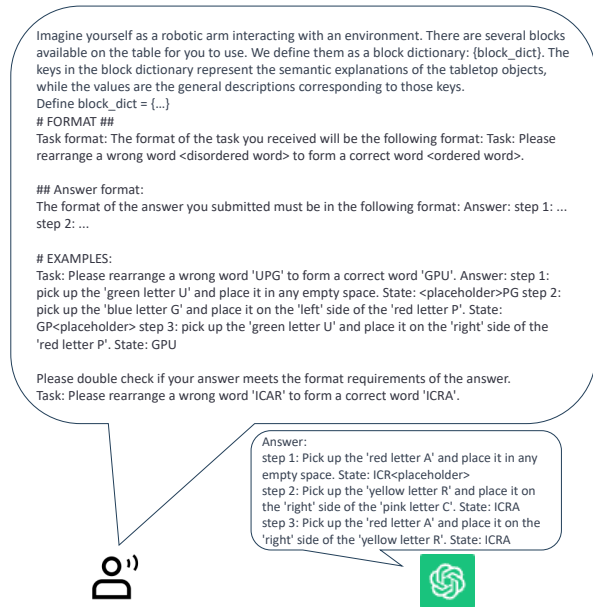 Imagine yourself as a robotic arm interacting with an environment. There are several blocks
available on the table for you to use. We define them as a block dictionary: {block_dict}. The
keys in the block dictionary represent the semantic explanations of the tabletop objects,
while the values are the general descriptions corresponding to those keys.
Define block_dict = {…}
# FORMAT ##
Task format: The format of the task you received will be the following format: Task: Please
rearrange a wrong word <disordered word> to form a correct word <ordered word>.
## Answer format:
The format of the answer you submitted must be in the following format: Answer: step 1: ...
step 2: ...
# EXAMPLES:
Task: Please rearrange a wrong word 'UPG' to form a correct word 'GPU'. Answer: step 1:
pick up the 'green letter U' and place it in any empty space. State: <placeholder>PG step 2:
pick up the 'blue letter G' and place it on the 'left' side of the 'red letter P'. State:
GP<placeholder> step 3: pick up the 'green letter U' and place it on the 'right' side of the
'red letter P'. State: GPU
Please double check if your answer meets the format requirements of the answer.
Task: Please rearrange a wrong word 'ICAR' to form a correct word 'ICRA'.
Answer:
step 1: Pick up the 'red letter A' and place it in any
empty space. State: ICR<placeholder>
step 2: Pick up the 'yellow letter R' and place it on
the 'right' side of the 'pink letter C'. State: ICRA
step 3: Pick up the 'red letter A' and place it on the
'right' side of the 'yellow letter R'. State: ICRA